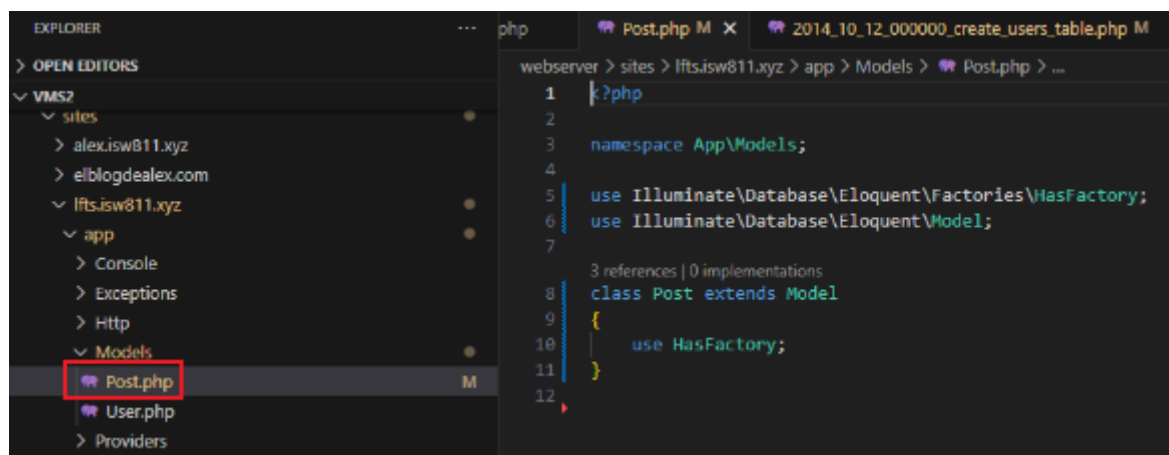 EXPLORER
···
> OPEN EDITORS
VMS2
sites
> alex.isw811.xyz
> elblogdealex.com
lfts.isw811.xyz
app
> Console
> Exceptions
> Http
Models
Post.php M
User.php
> Providers
php
Post.php M X
2014_10_12_000000_create_users_table.php M
webserver > sites > lfts.isw811.xyz > app > Models > Post.php > ...
1 <?php
2
3 namespace App\Models;
4
5 use Illuminate\Database\Eloquent\Factories\HasFactory;
6 use Illuminate\Database\Eloquent\Model;
7
3 references | 0 implementations
8 class Post extends Model
9 {
10 use HasFactory;
11 }
12